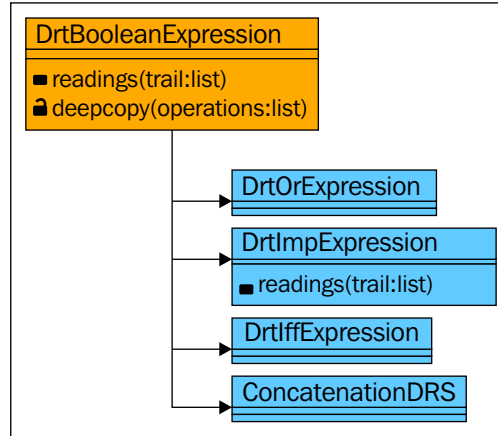 DrtBooleanExpression
readings(trail:list)
deepcopy(operations:list)
DrtOrExpression
DrtImpExpression
readings(trail:list)
DrtIffExpression
ConcatenationDRS